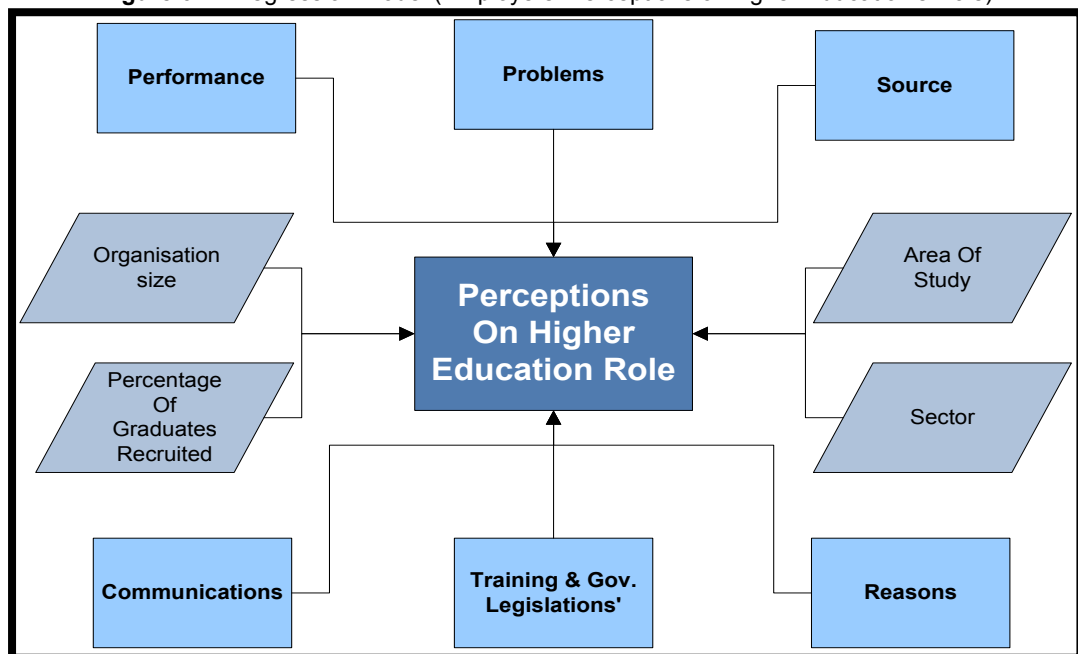 Performance
Problems
Source
Organisation
size
Area Of
Study
Perceptions
On Higher
Education Role
Percentage
Of
Graduates
Recruited
Sector
Communications
Training & Gov.
Legislations'
Reasons